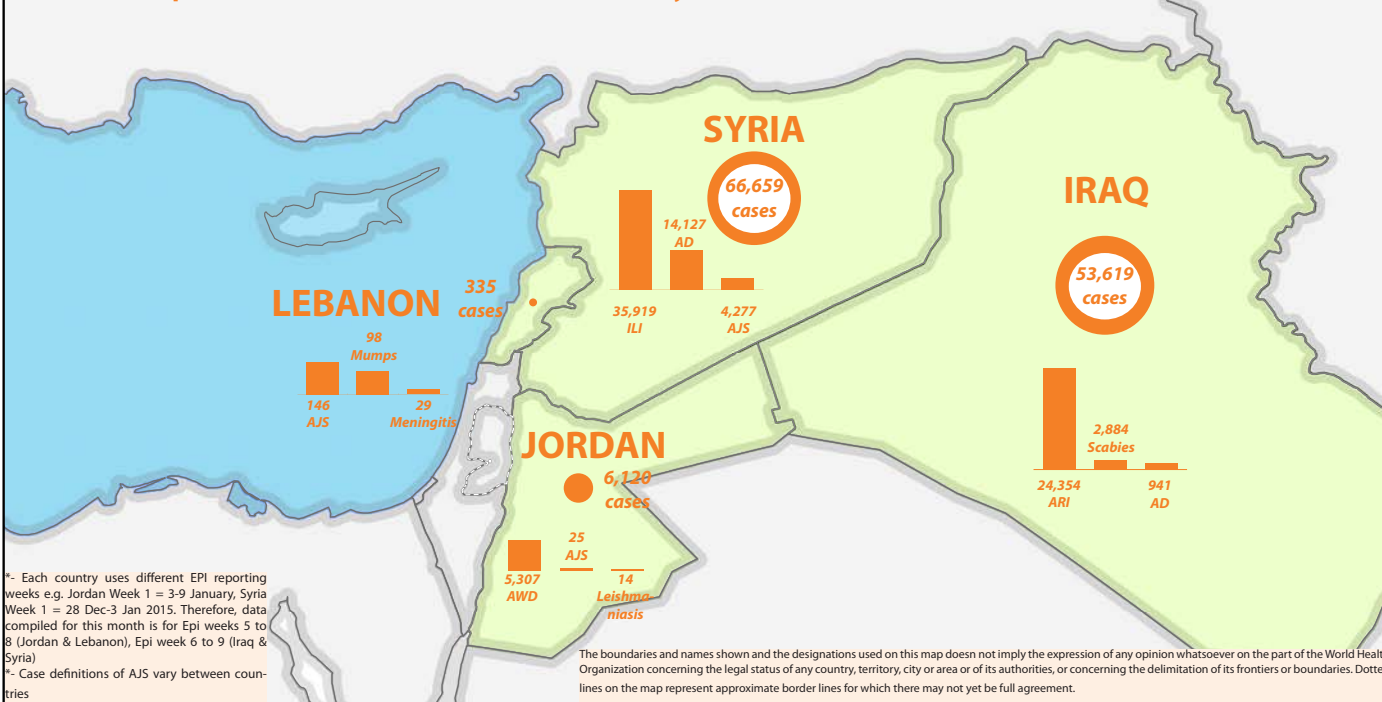 SYRIA
66,659
cases
14,127
AD
35,919
ILI
4,277
AJS
IRAQ
53,619
cases
2,884
Scabies
24,354
ARI
941
AD
LEBANON
335
cases
98
Mumps
146
AJS
29
Meningitis
JORDAN
6,120
cases
25
AJS
5,307
AWD
14
Leishma-
niasis
*- Each country uses different EPI reporting
weeks e.g. Jordan Week 1 = 3-9 January, Syria
Week 1 = 28 Dec-3 Jan 2015. Therefore, data
compiled for this month is for Epi weeks 5 to
8 (Jordan & Lebanon), Epi week 6 to 9 (Iraq &
Syria)
*- Case definitions of AJS vary between coun-
tries
The boundaries and names shown and the designations used on this map doesn not imply the expression of any opinion whatsoever on the part of the World Healt
Organization concerning the legal status of any country, territory, city or area or of its authorities, or concerning the delimitation of its frontiers or boundaries. Dotte
lines on the map represent approximate border lines for which there may not yet be full agreement.